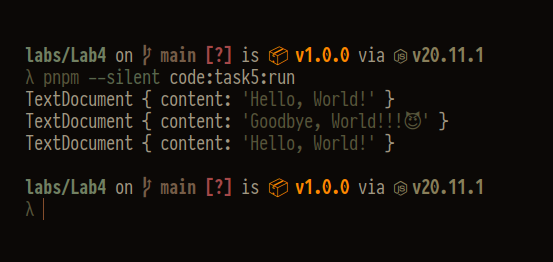 labs/Lab4 on main [?] is 📦 v1.0.0 via v20.11.1
λ pnpm --silent code:task5:run
TextDocument { content: 'Hello, World!' }
TextDocument { content: 'Goodbye, World!!!😈' }
TextDocument { content: 'Hello, World!' }
labs/Lab4 on main [?] is 📦 v1.0.0 via v20.11.1
λ